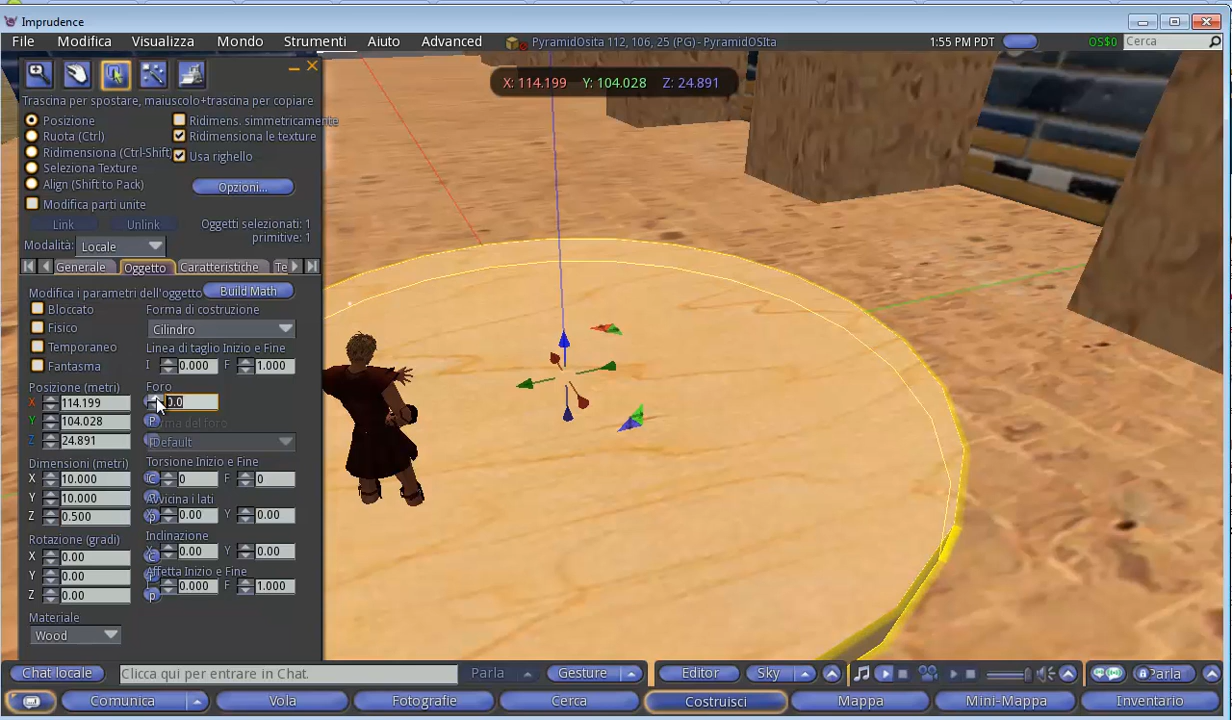 Imprudence
File Modifica Visualizza Mondo Strumenti Aiuto Advanced PyramidOsita 112, 106, 25 (PG) - PyramidOSIta 1:55 PM PDT OS$0 Cerca
X: 114.199 Y: 104.028 Z: 24.891
Trascina per spostare, maiuscolo+trascina per copiare
Posizione
Ridimens. simmetricamente
Ruota (Ctrl)
Ridimensiona le texture
Ridimensiona (Ctrl-Shift)
Usa righello
Seleziona Texture
Align (Shift to Pack)
Opzioni...
Modifica parti unite
Link Unlink Oggetti selezionati: 1
primitive: 1
Modalità: Locale
Generale Oggetto Caratteristiche Te
Modifica i parametri dell'oggetto Build Math
Bloccato
Fisico
Temporaneo
Fantasma
Forma di costruzione
Cilindro
Linea di taglio Inizio e Fine
I 0.000 F 1.000
Posizione (metri)
X 114.199
Y 104.028
Z 24.891
Foro
0.0
P
Default
Dimensioni (metri)
X 10.000
Y 10.000
Z 0.500
Torsione Inizio e Fine
C 0 F 0
Avvicina i lati
0.00 Y 0.00
Rotazione (gradi)
X 0.00
Y 0.00
Z 0.00
Inclinazione
X 0.00 Y 0.00
Affetta Inizio e Fine
0.000 F 1.000
p
Materiale
Wood
Chat locale Clicca qui per entrare in Chat. Parla Gesture Editor Sky Parla
Comunica Vola Fotografie Cerca Costruisci Mappa Mini-Mappa Inventario